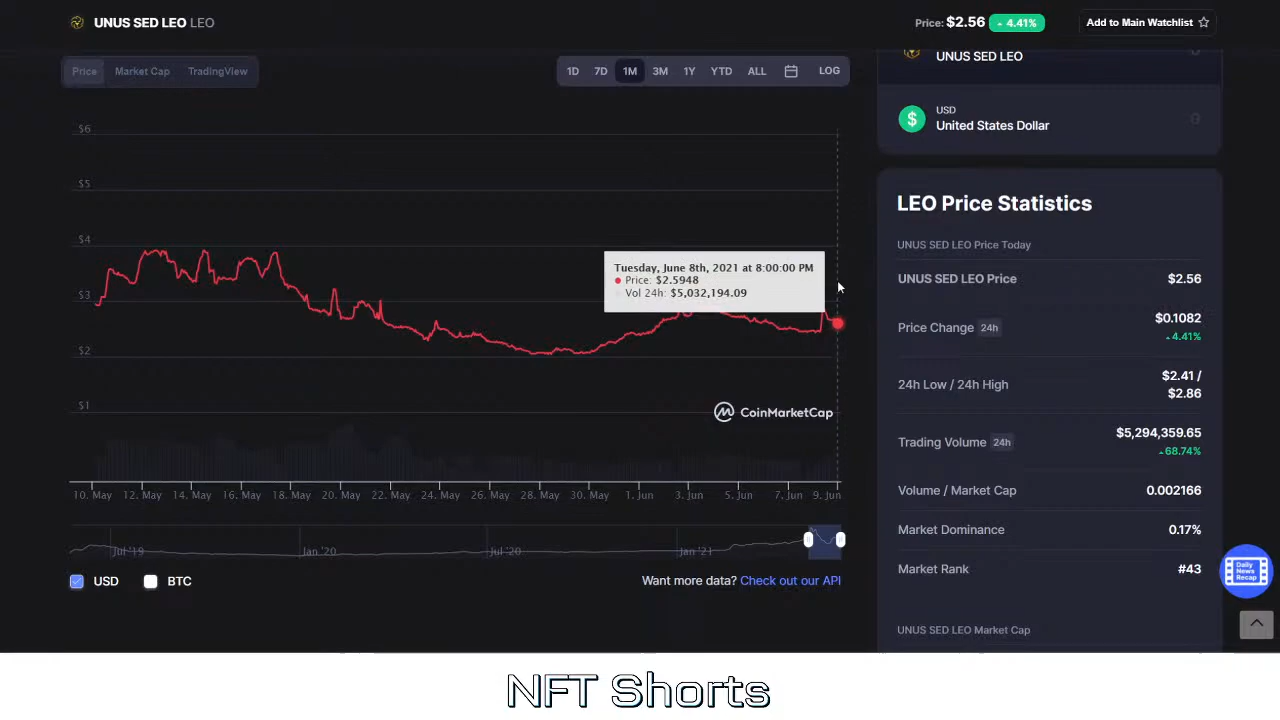 UNUS SED LEO LEO
Price: $2.56 4.41%
Add to Main Watchlist
Price Market Cap TradingView
1D 7D 1M 3M 1Y YTD ALL LOG
$6
$5
$4
$3
$2
$1
Tuesday, June 8th, 2021 at 8:00:00 PM
Price: $2.5948
Vol 24h: $5,032,194.09
CoinMarketCap
10. May 12. May 14. May 16. May 18. May 20. May 22. May 24. May 26. May 28. May 30. May 1. Jun 3. Jun 5. Jun 7. Jun 9. Jun
Jul '19 Jan '20 Jul '20 Jan '21
USD BTC
Want more data? Check out our API
UNUS SED LEO
USD
United States Dollar
LEO Price Statistics
UNUS SED LEO Price Today
UNUS SED LEO Price $2.56
Price Change 24h $0.1082
4.41%
24h Low / 24h High $2.41 /
$2.86
Trading Volume 24h $5,294,359.65
68.74%
Volume / Market Cap 0.002166
Market Dominance 0.17%
Market Rank #43
UNUS SED LEO Market Cap
Daily
News
Recap
NFT Shorts